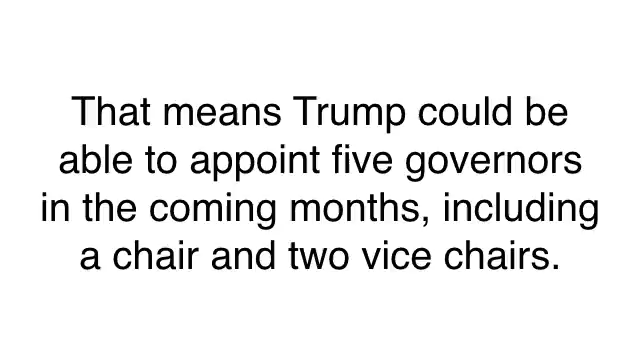 That means Trump could be
able to appoint five governors
in the coming months, including
a chair and two vice chairs.